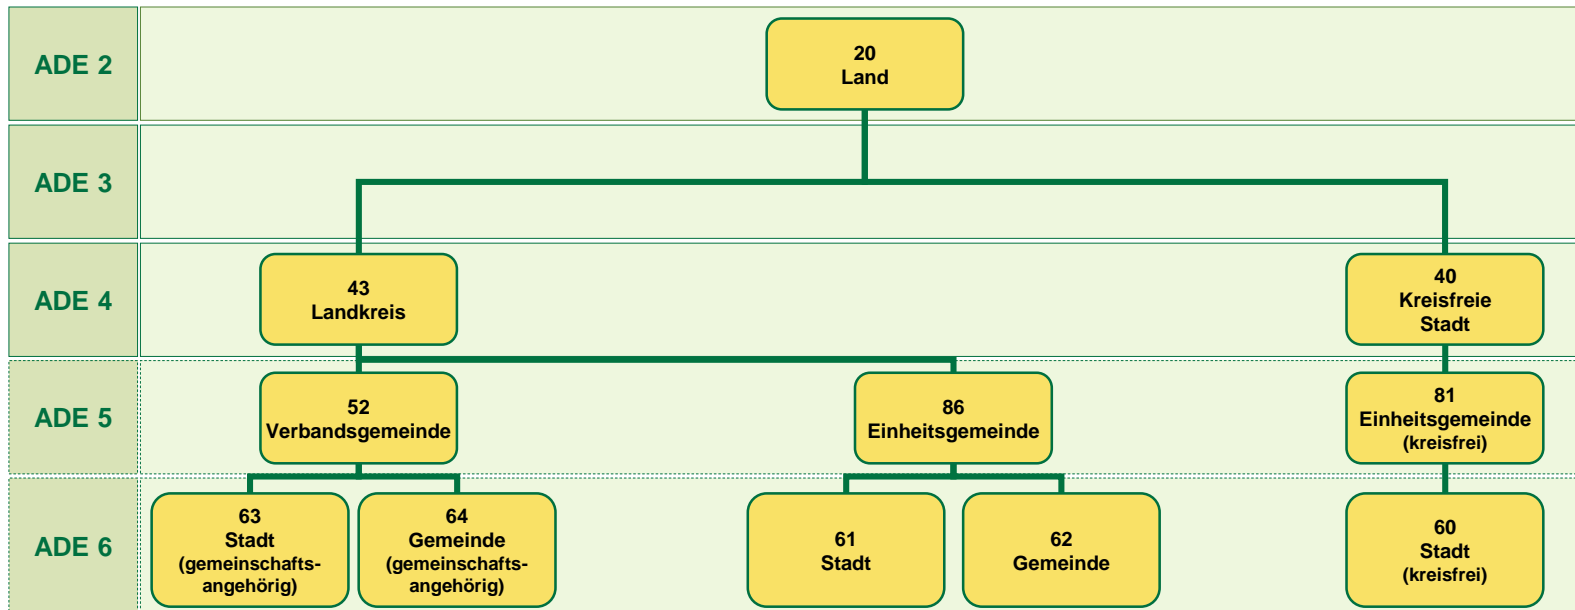 ADE 2
20
Land
ADE 3
ADE 4
43
Landkreis
40
Kreisfreie
Stadt
ADE 5
52
Verbandsgemeinde
86
Einheitsgemeinde
81
Einheitsgemeinde
(kreisfrei)
ADE 6
63
Stadt
(gemeinschafts-
angehörig)
64
Gemeinde
(gemeinschafts-
angehörig)
61
Stadt
62
Gemeinde
60
Stadt
(kreisfrei)